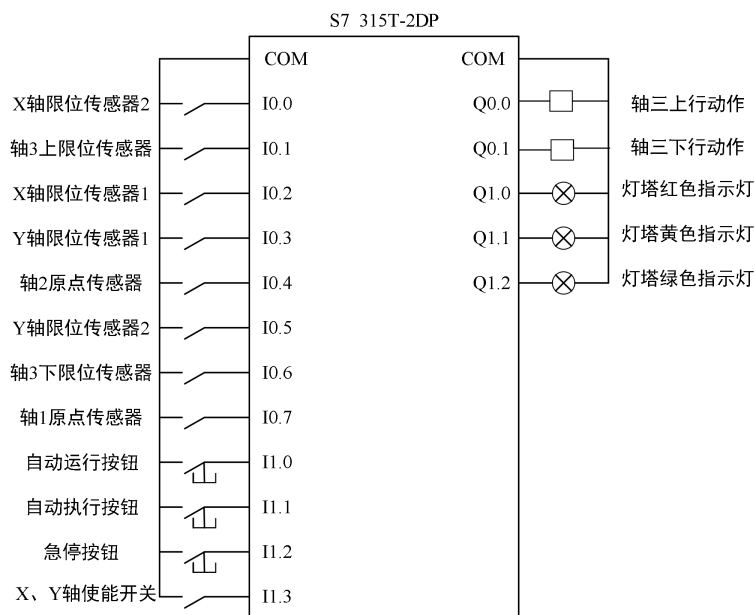 S7 315T-2DP
COM COM
X轴限位传感器2 I0.0 Q0.0 轴三上行动作
轴3上限位传感器 I0.1 Q0.1 轴三下行动作
X轴限位传感器1 I0.2 Q1.0 灯塔红色指示灯
Y轴限位传感器1 I0.3 Q1.1 灯塔黄色指示灯
轴2原点传感器 I0.4 Q1.2 灯塔绿色指示灯
Y轴限位传感器2 I0.5
轴3下限位传感器 I0.6
轴1原点传感器 I0.7
自动运行按钮 I1.0
自动执行按钮 I1.1
急停按钮 I1.2
X、Y轴使能开关 I1.3